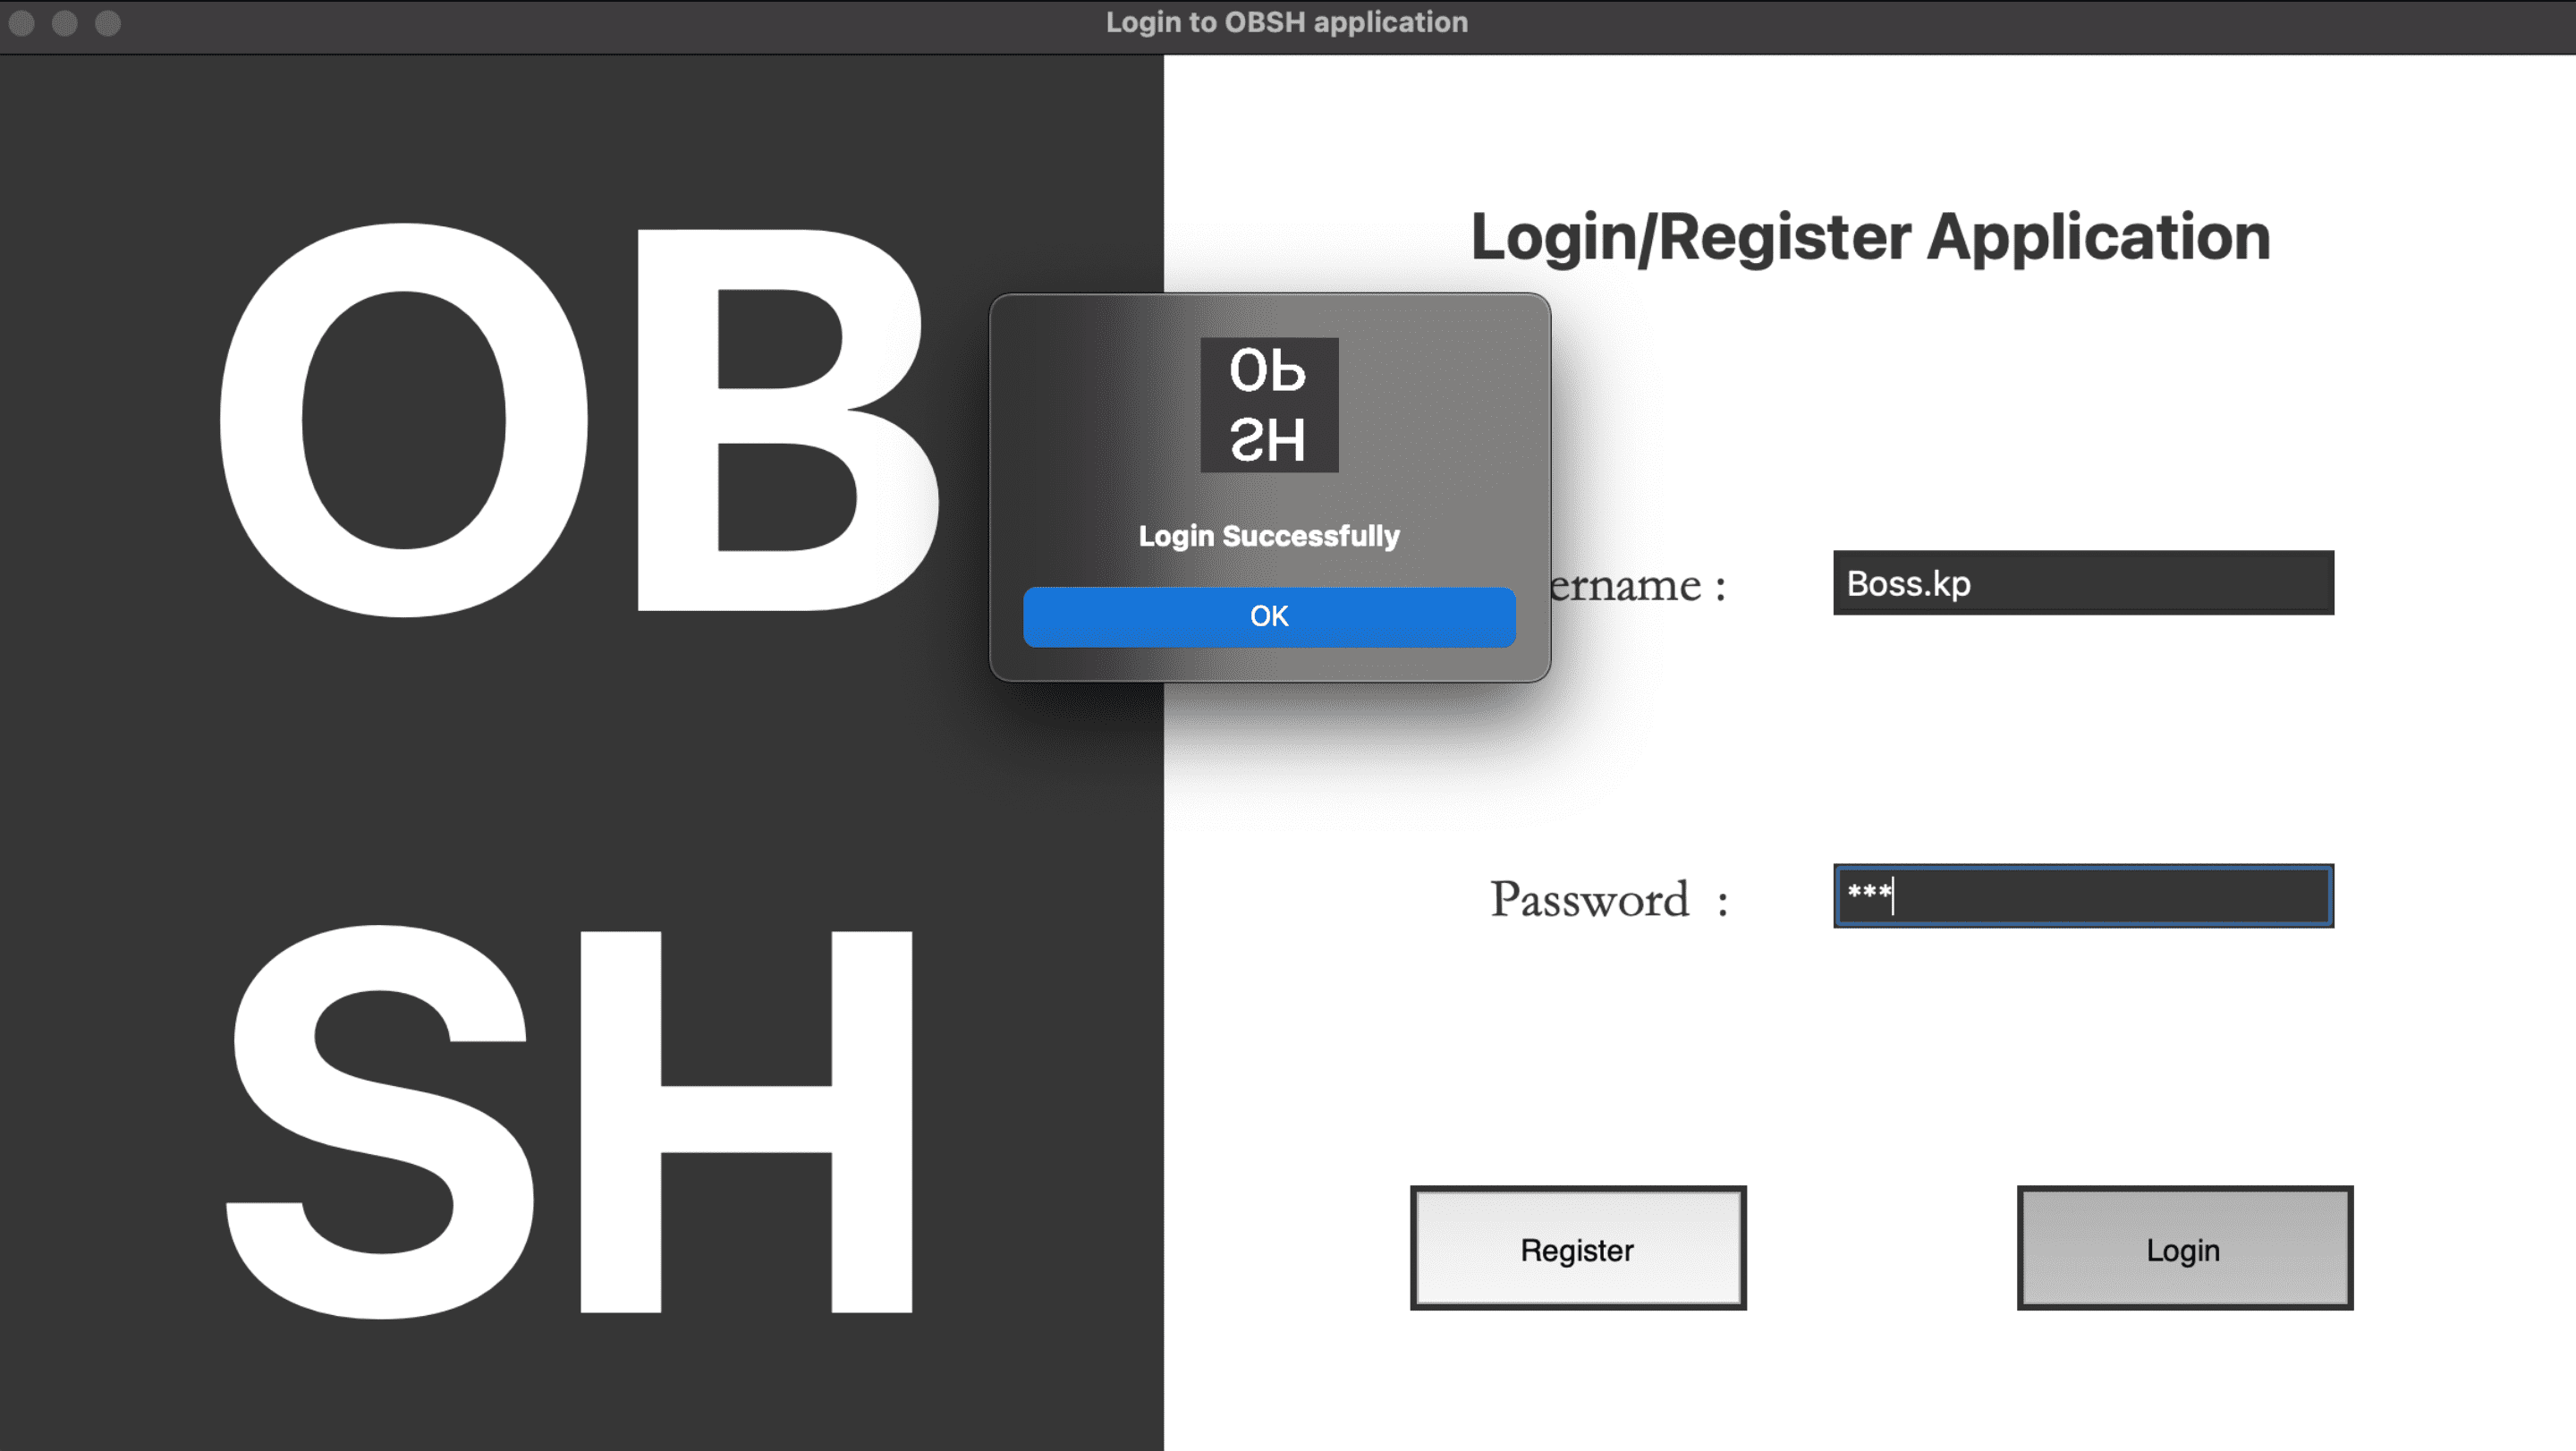 Login to OBSH application
OB
SH
Login/Register Application
Ob
SH
Login Successfully
OK
ername :
Boss.kp
Password :
***
Register
Login